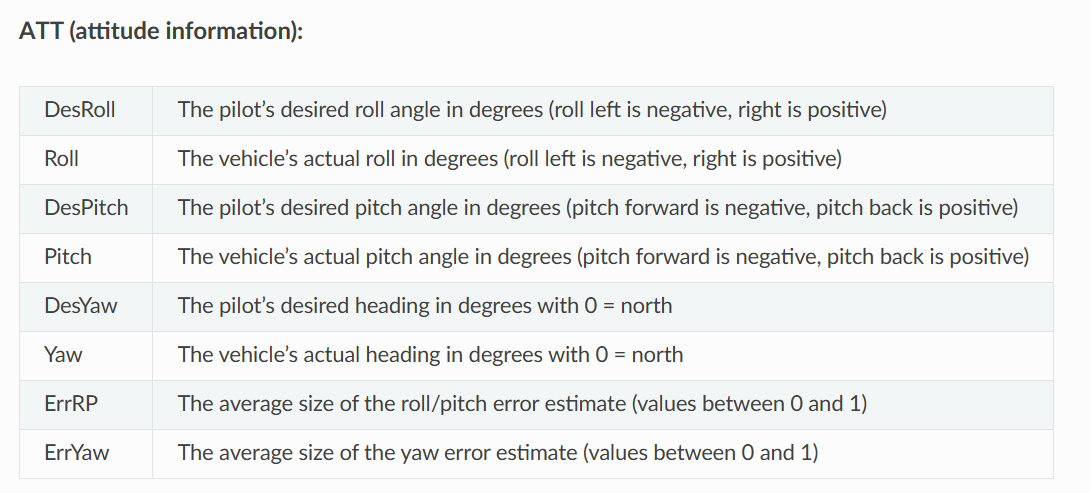 ATT (attitude information):
DesRoll The pilot’s desired roll angle in degrees (roll left is negative, right is positive)
Roll The vehicle’s actual roll in degrees (roll left is negative, right is positive)
DesPitch The pilot’s desired pitch angle in degrees (pitch forward is negative, pitch back is positive)
Pitch The vehicle’s actual pitch angle in degrees (pitch forward is negative, pitch back is positive)
DesYaw The pilot’s desired heading in degrees with 0 = north
Yaw The vehicle’s actual heading in degrees with 0 = north
ErrRP The average size of the roll/pitch error estimate (values between 0 and 1)
ErrYaw The average size of the yaw error estimate (values between 0 and 1)